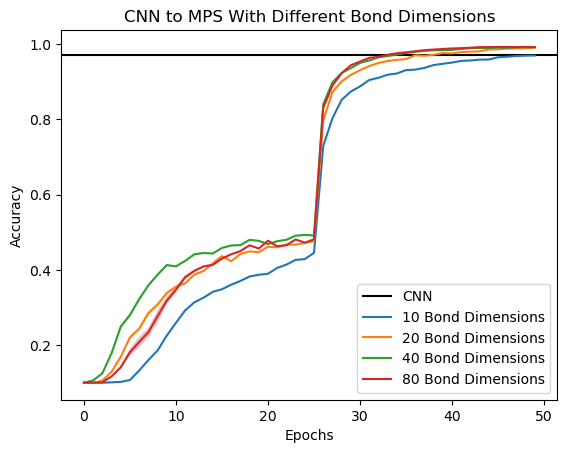 CNN to MPS With Different Bond Dimensions
Accuracy
1.0
0.8
0.6
0.4
0.2
0
10
20
30
40
50
Epochs
CNN
10 Bond Dimensions
20 Bond Dimensions
40 Bond Dimensions
80 Bond Dimensions